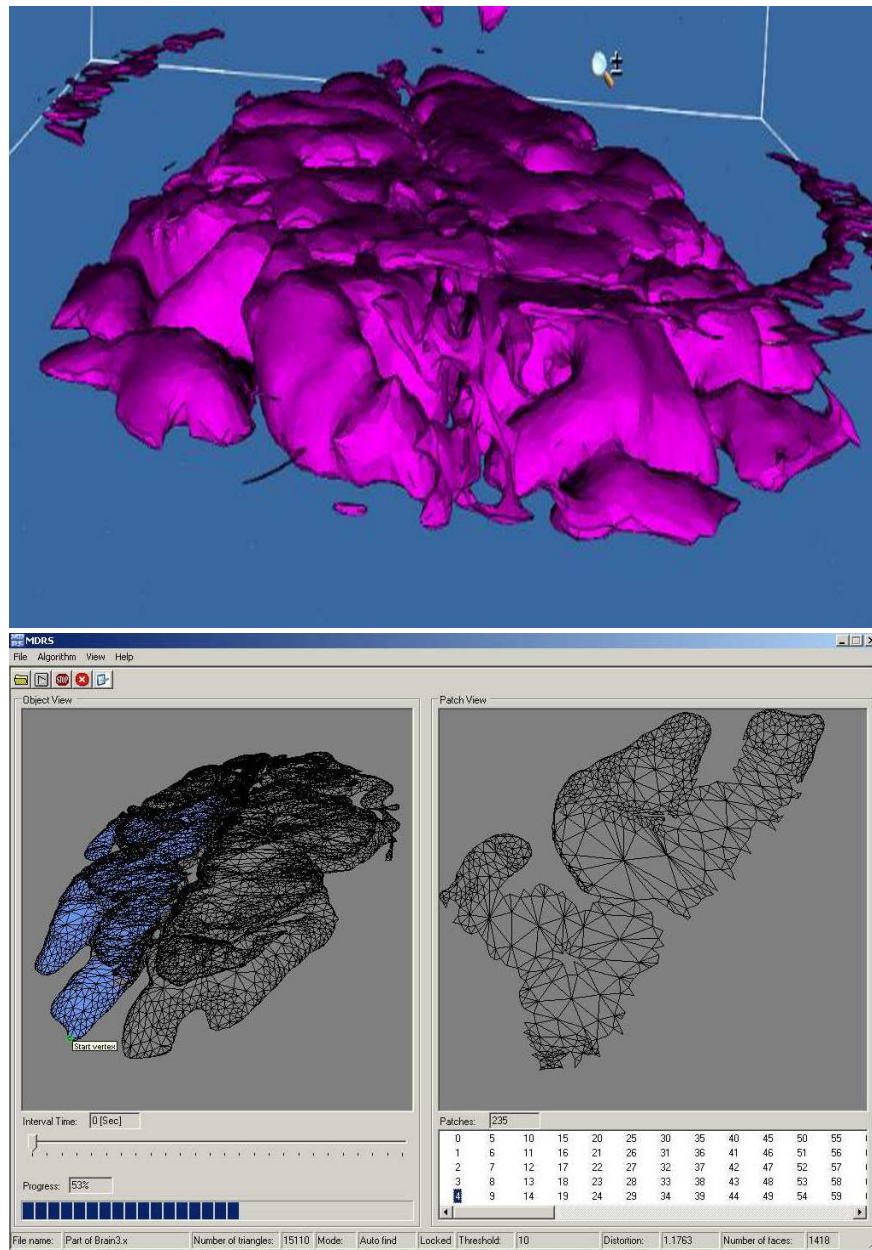 MDRS
File Algorithm View Help
STOP
Object View
Patch View
Start vertex
Interval Time: 0 [Sec]
Progress: 53%
Patches: 235
0 5 10 15 20 25 30 35 40 45 50 55
1 6 11 16 21 26 31 36 41 46 51 56
2 7 12 17 22 27 32 37 42 47 52 57
3 8 13 18 23 28 33 38 43 48 53 58
4 9 14 19 24 29 34 39 44 49 54 59
File name: Part of Brain3.x Number of triangles: 15110 Mode: Auto find Locked Threshold: 10 Distortion: 1.1763 Number of faces: 1418